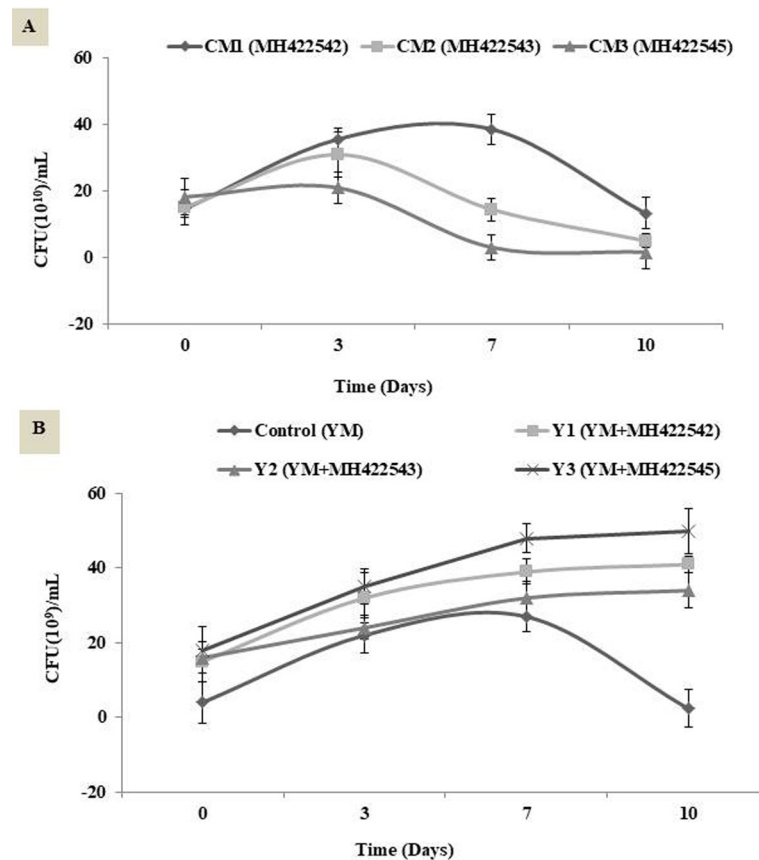 A
CM1 (MH422542) CM2 (MH422543) CM3 (MH422545)
60
40
20
0
-20
CFU(10¹⁰)/mL
0 3 7 10
Time (Days)
B
Control (YM) Y1 (YM+MH422542)
Y2 (YM+MH422543) Y3 (YM+MH422545)
60
40
20
0
-20
CFU(10⁹)/mL
0 3 7 10
Time (Days)